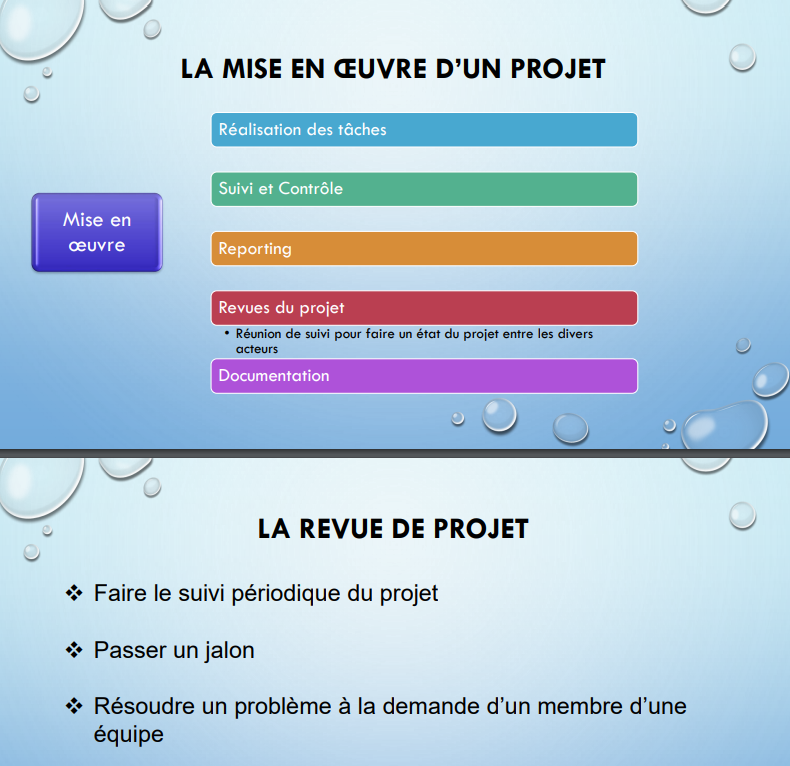 LA MISE EN ŒUVRE D’UN PROJET
Mise en
œuvre
Réalisation des tâches
Suivi et Contrôle
Reporting
Revues du projet
• Réunion de suivi pour faire un état du projet entre les divers
acteurs
Documentation
LA REVUE DE PROJET
❖ Faire le suivi périodique du projet
❖ Passer un jalon
❖ Résoudre un problème à la demande d’un membre d’une
équipe